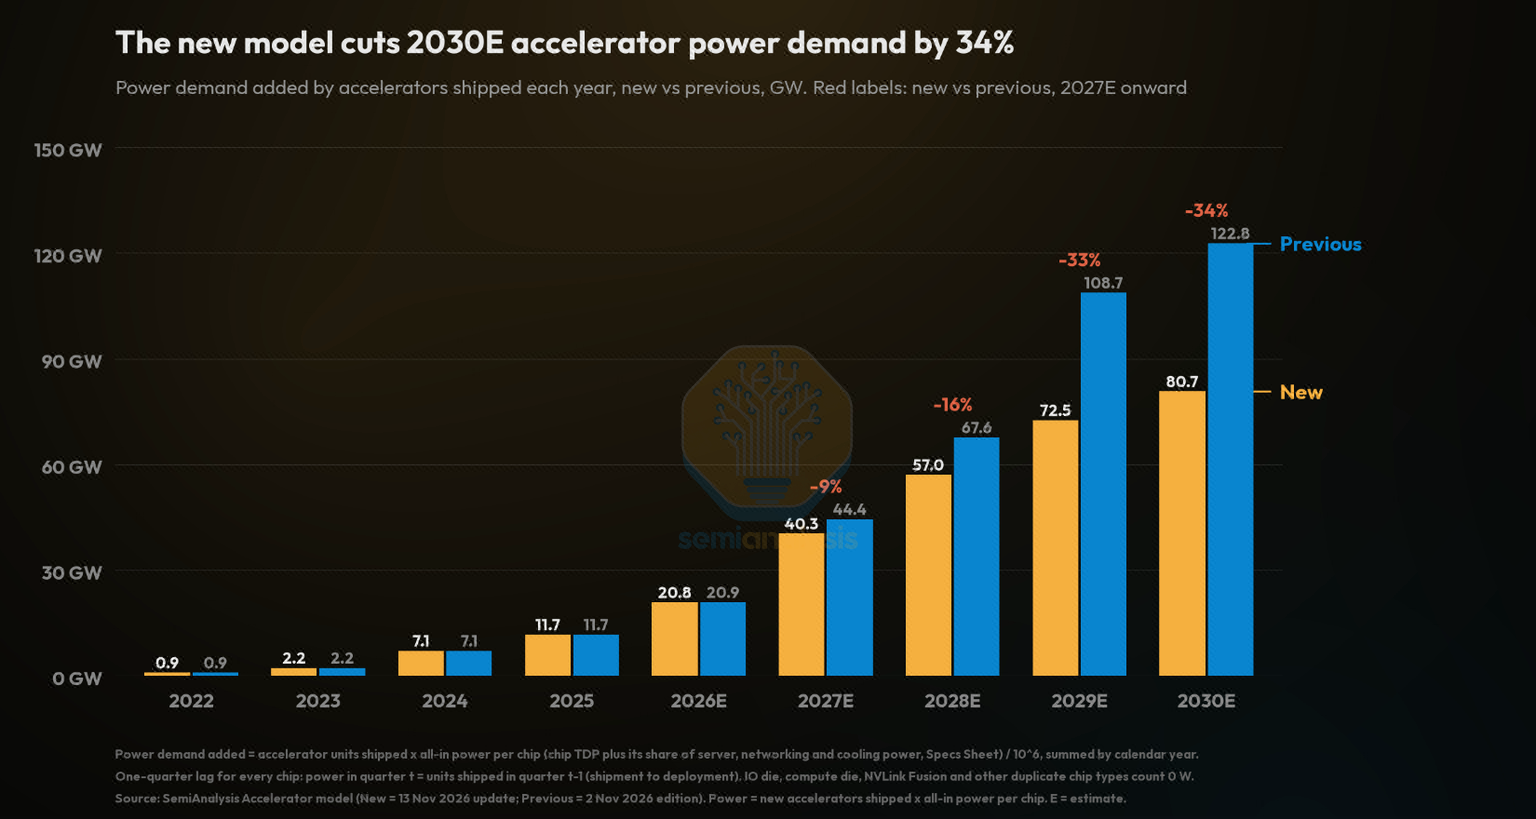 The new model cuts 2030E accelerator power demand by 34%
Power demand added by accelerators shipped each year, new vs previous, GW. Red labels: new vs previous, 2027E onward
150 GW
120 GW
90 GW
60 GW
30 GW
0 GW
0.9
0.9
2.2
2.2
7.1
7.1
11.7
11.7
20.8
20.9
-9%
40.3
44.4
-16%
57.0
67.6
-33%
72.5
108.7
-34%
80.7
122.8
Previous
New
semianalysis
2022
2023
2024
2025
2026E
2027E
2028E
2029E
2030E
Power demand added = accelerator units shipped x all-in power per chip (chip TDP plus its share of server, networking and cooling power, Specs Sheet) / 10^6, summed by calendar year.
One-quarter lag for every chip: power in quarter t = units shipped in quarter t-1 (shipment to deployment). IO die, compute die, NVLink Fusion and other duplicate chip types count 0 W.
Source: SemiAnalysis Accelerator model (New = 13 Nov 2026 update; Previous = 2 Nov 2026 edition). Power = new accelerators shipped x all-in power per chip. E = estimate.